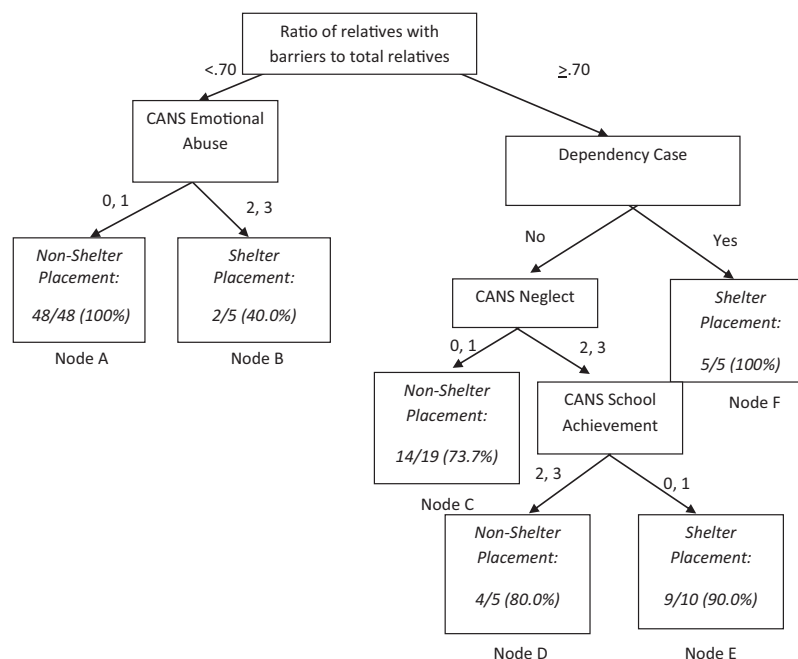 Ratio of relatives with
barriers to total relatives
<.70
≥.70
CANS Emotional
Abuse
Dependency Case
0, 1
2, 3
No
Yes
Non-Shelter
Placement:
48/48 (100%)
Node A
Shelter
Placement:
2/5 (40.0%)
Node B
CANS Neglect
Shelter
Placement:
5/5 (100%)
Node F
0, 1
2, 3
Non-Shelter
Placement:
14/19 (73.7%)
Node C
CANS School
Achievement
2, 3
0, 1
Non-Shelter
Placement:
4/5 (80.0%)
Node D
Shelter
Placement:
9/10 (90.0%)
Node E